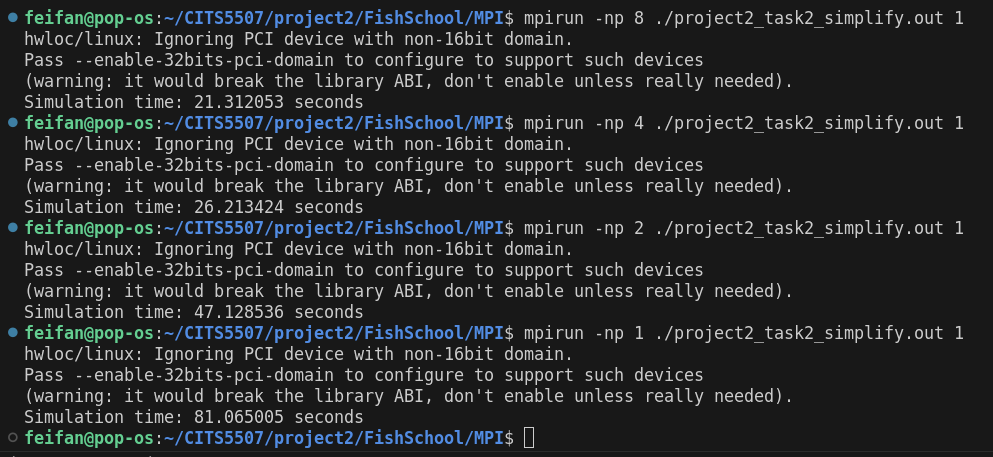 feifan@pop-os:~/CITS5507/project2/FishSchool/MPI$ mpirun -np 8 ./project2_task2_simplify.out 1
hwloc/linux: Ignoring PCI device with non-16bit domain.
Pass --enable-32bits-pci-domain to configure to support such devices
(warning: it would break the library ABI, don't enable unless really needed).
Simulation time: 21.312053 seconds
feifan@pop-os:~/CITS5507/project2/FishSchool/MPI$ mpirun -np 4 ./project2_task2_simplify.out 1
hwloc/linux: Ignoring PCI device with non-16bit domain.
Pass --enable-32bits-pci-domain to configure to support such devices
(warning: it would break the library ABI, don't enable unless really needed).
Simulation time: 26.213424 seconds
feifan@pop-os:~/CITS5507/project2/FishSchool/MPI$ mpirun -np 2 ./project2_task2_simplify.out 1
hwloc/linux: Ignoring PCI device with non-16bit domain.
Pass --enable-32bits-pci-domain to configure to support such devices
(warning: it would break the library ABI, don't enable unless really needed).
Simulation time: 47.128536 seconds
feifan@pop-os:~/CITS5507/project2/FishSchool/MPI$ mpirun -np 1 ./project2_task2_simplify.out 1
hwloc/linux: Ignoring PCI device with non-16bit domain.
Pass --enable-32bits-pci-domain to configure to support such devices
(warning: it would break the library ABI, don't enable unless really needed).
Simulation time: 81.065005 seconds
feifan@pop-os:~/CITS5507/project2/FishSchool/MPI$